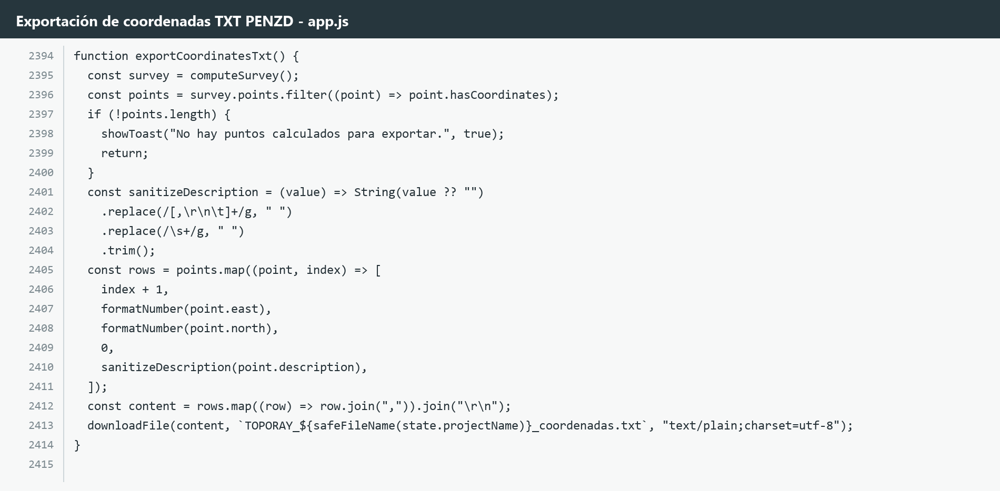 Exportación de coordenadas TXT PENZD - app.js
2394 function exportCoordinatesTxt() {
2395   const survey = computeSurvey();
2396   const points = survey.points.filter((point) => point.hasCoordinates);
2397   if (!points.length) {
2398     showToast("No hay puntos calculados para exportar.", true);
2399     return;
2400   }
2401   const sanitizeDescription = (value) => String(value ?? "")
2402     .replace(/[,\r\n\t]+/g, " ")
2403     .replace(/\s+/g, " ")
2404     .trim();
2405   const rows = points.map((point, index) => [
2406     index + 1,
2407     formatNumber(point.east),
2408     formatNumber(point.north),
2409     0,
2410     sanitizeDescription(point.description),
2411   ]);
2412   const content = rows.map((row) => row.join(",")).join("\r\n");
2413   downloadFile(content, `TOPORAY_${safeFileName(state.projectName)}_coordenadas.txt`, "text/plain;charset=utf-8");
2414 }
2415